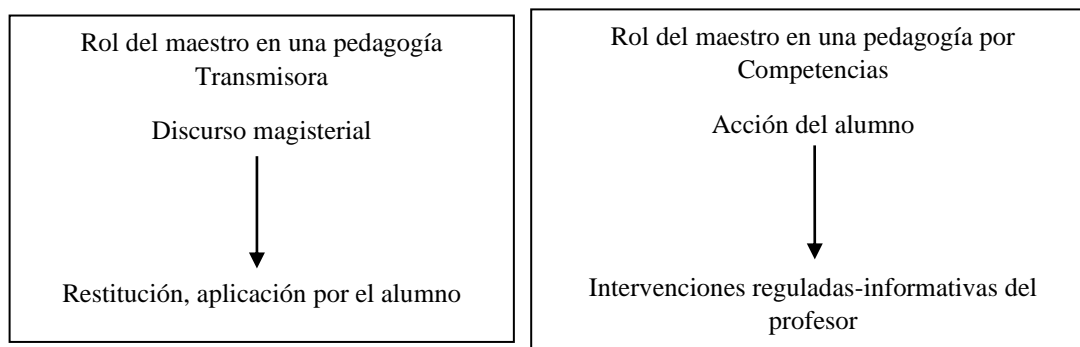 Rol del maestro en una pedagogía
Transmisora
Discurso magisterial
Restitución, aplicación por el alumno
Rol del maestro en una pedagogía por
Competencias
Acción del alumno
Intervenciones reguladas-informativas del
profesor